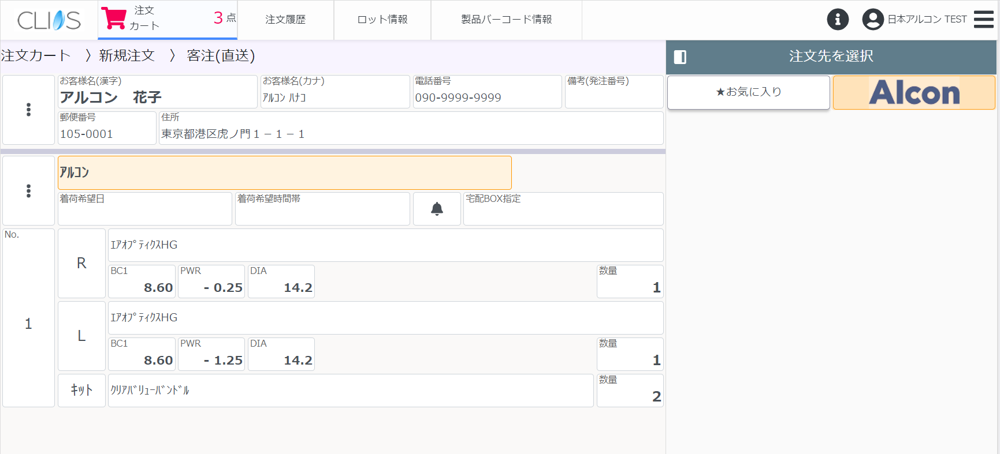 CLIOS
注文
カート
3 点
注文履歴
ロット情報
製品バーコード情報
日本アルコン TEST
注文カート 〉 新規注文 〉 客注(直送)
お客様名(漢字)
アルコン 花子
お客様名(カナ)
ｱﾙｺﾝ ﾊﾅｺ
電話番号
090-9999-9999
備考(発注番号)
郵便番号
105-0001
住所
東京都港区虎ノ門１－１－１
ｱﾙｺﾝ
着荷希望日
着荷希望時間帯
宅配BOX指定
No.
1
R
ｴｱｵﾌﾟﾃｨｸｽHG
BC1
8.60
PWR
- 0.25
DIA
14.2
数量
1
L
ｴｱｵﾌﾟﾃｨｸｽHG
BC1
8.60
PWR
- 1.25
DIA
14.2
数量
1
ｷｯﾄ
ｸﾘｱﾊﾞﾘｭｰﾊﾞﾝﾄﾞﾙ
数量
2
注文先を選択
★お気に入り
Alcon